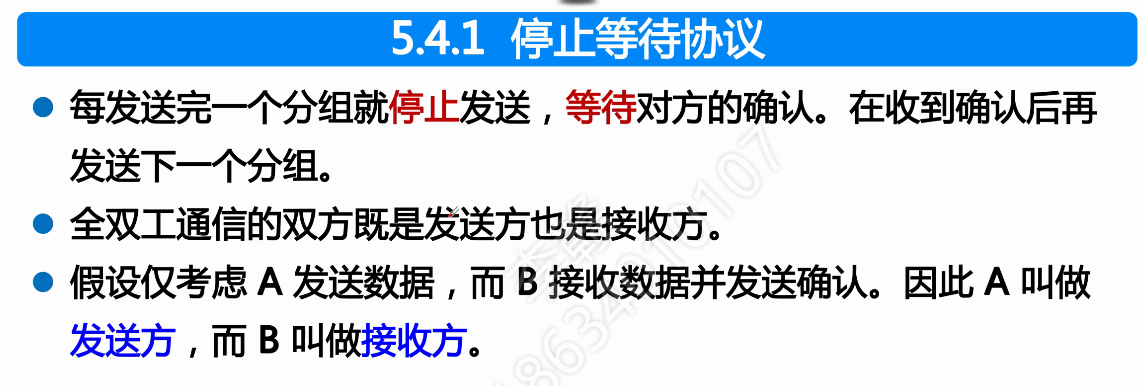 5.4.1 停止等待协议
每发送完一个分组就停止发送，等待对方的确认。在收到确认后再
发送下一个分组。
全双工通信的双方既是发送方也是接收方。
假设仅考虑 A 发送数据，而 B 接收数据并发送确认。因此 A 叫做
发送方，而 B 叫做接收方。